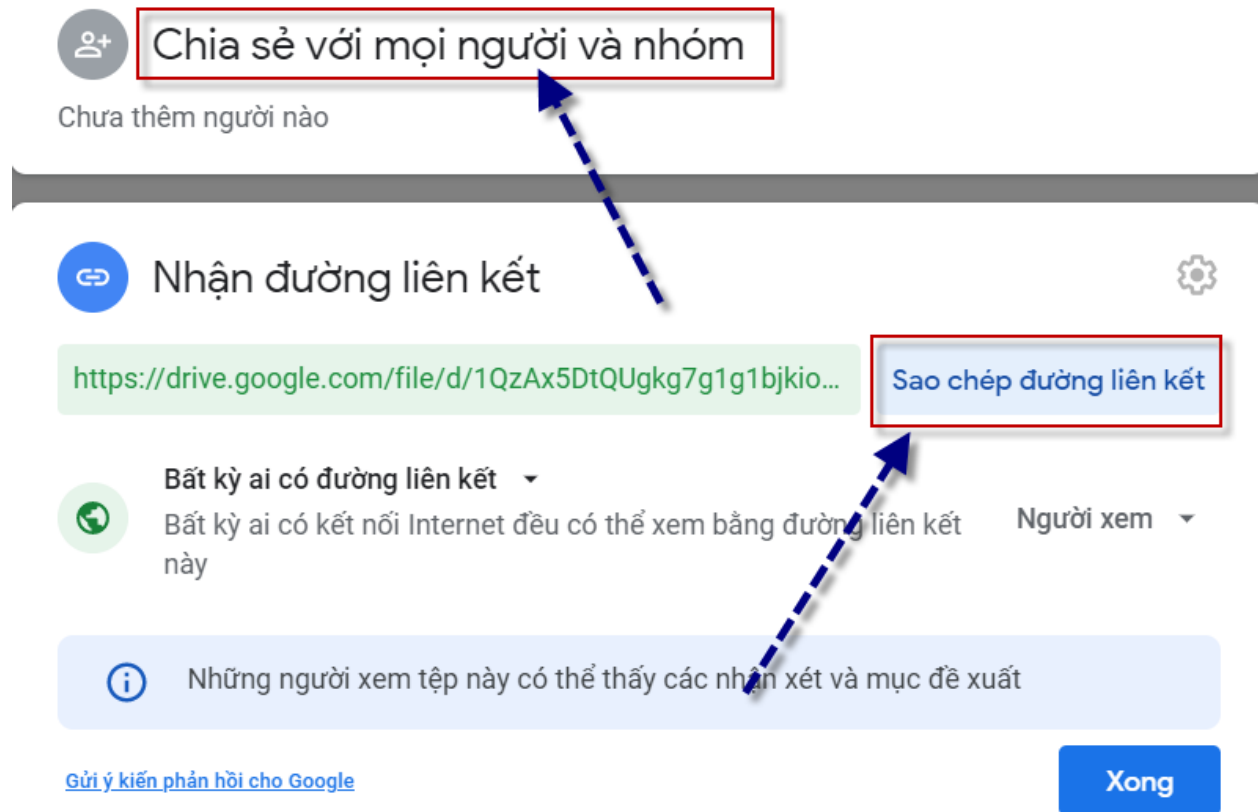 Chia sẻ với mọi người và nhóm
Chưa thêm người nào
Nhận đường liên kết
https://drive.google.com/file/d/1QzAx5DtQUgkg7g1g1bjkio...
Sao chép đường liên kết
Bất kỳ ai có đường liên kết
Bất kỳ ai có kết nối Internet đều có thể xem bằng đường liên kết
này
Người xem
Những người xem tệp này có thể thấy các nhận xét và mục đề xuất
Gửi ý kiến phản hồi cho Google
Xong